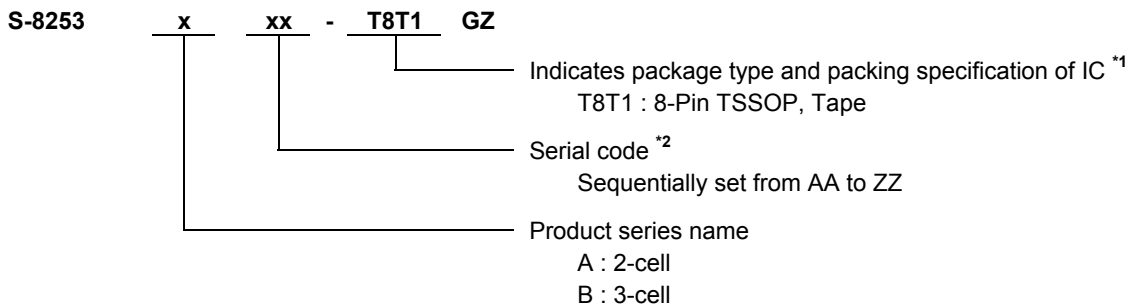 S-8253 x xx - T8T1 GZ
Indicates package type and packing specification of IC *1
T8T1 : 8-Pin TSSOP, Tape
Serial code *2
Sequentially set from AA to ZZ
Product series name
A : 2-cell
B : 3-cell